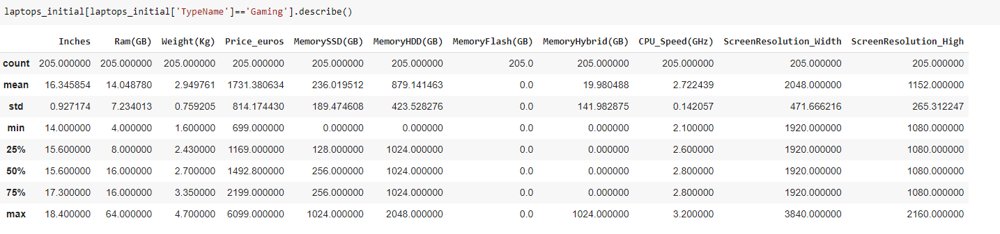 laptops_initial[laptops_initial['TypeName']=='Gaming'].describe()
Inches Ram(GB) Weight(Kg) Price_euros MemorySSD(GB) MemoryHDD(GB) MemoryFlash(GB) MemoryHybrid(GB) CPU_Speed(GHz) ScreenResolution_Width ScreenResolution_High
count 205.000000 205.000000 205.000000 205.000000 205.000000 205.000000 205.0 205.000000 205.000000 205.000000 205.000000
mean 16.345854 14.048780 2.949761 1731.380634 236.019512 879.141463 0.0 19.980488 2.722439 2048.000000 1152.000000
std 0.927174 7.234013 0.759205 814.174430 189.474608 423.528276 0.0 141.982875 0.142057 471.666216 265.312247
min 14.000000 4.000000 1.600000 699.000000 0.000000 0.000000 0.0 0.000000 2.100000 1920.000000 1080.000000
25% 15.600000 8.000000 2.430000 1169.000000 128.000000 1024.000000 0.0 0.000000 2.600000 1920.000000 1080.000000
50% 15.600000 16.000000 2.700000 1492.800000 256.000000 1024.000000 0.0 0.000000 2.800000 1920.000000 1080.000000
75% 17.300000 16.000000 3.350000 2199.000000 256.000000 1024.000000 0.0 0.000000 2.800000 1920.000000 1080.000000
max 18.400000 64.000000 4.700000 6099.000000 1024.000000 2048.000000 0.0 1024.000000 3.200000 3840.000000 2160.000000